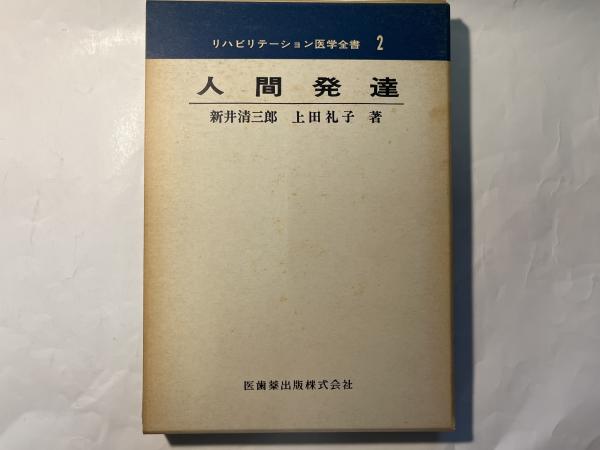 リハビリテーション医学全書 2
人間発達
新井清三郎 上田礼子 著
医歯薬出版株式会社